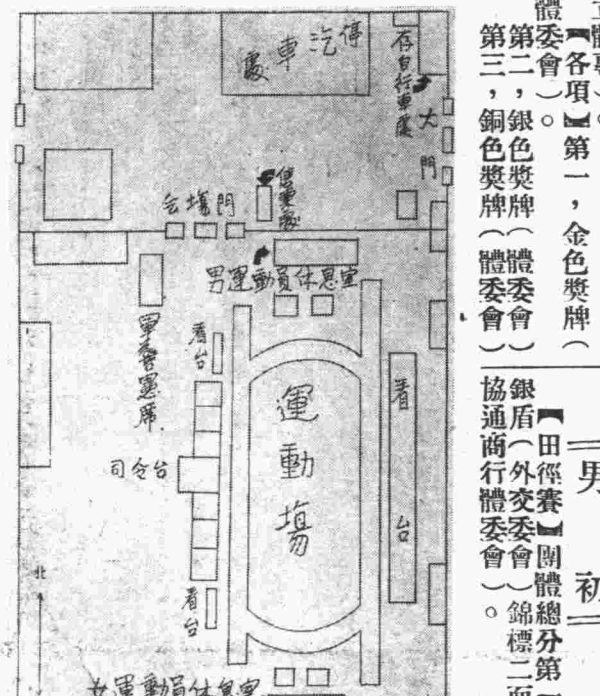 【各項】第一，金色獎牌（
體委會）。
第二，銀色獎牌（體委會）
第三，銅色獎牌（體委會）
【田徑賽】團體總分第一
銀盾（外交委會）錦標二面
協通商行體委會）。
男
初
停汽車處
存自行車處
大門
會塲門
售票處
男運動員休息室
軍警憲席
看台
運動場
看台
司令台
看台
北
女運動員休息室